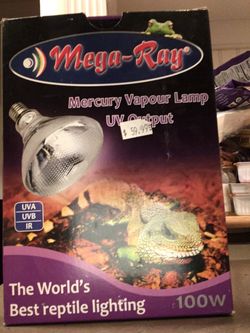 Mega-Ray®
Mercury Vapour Lamp
UV Output
$ 59.99
UVA
UVB
IR
The World's
Best reptile lighting
100W